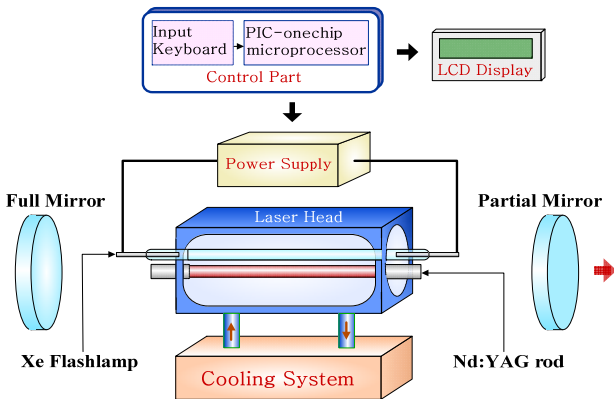 Input
Keyboard
PIC-onechip
microprocessor
Control Part
LCD Display
Power Supply
Full Mirror
Partial Mirror
Laser Head
Xe Flashlamp
Nd:YAG rod
Cooling System